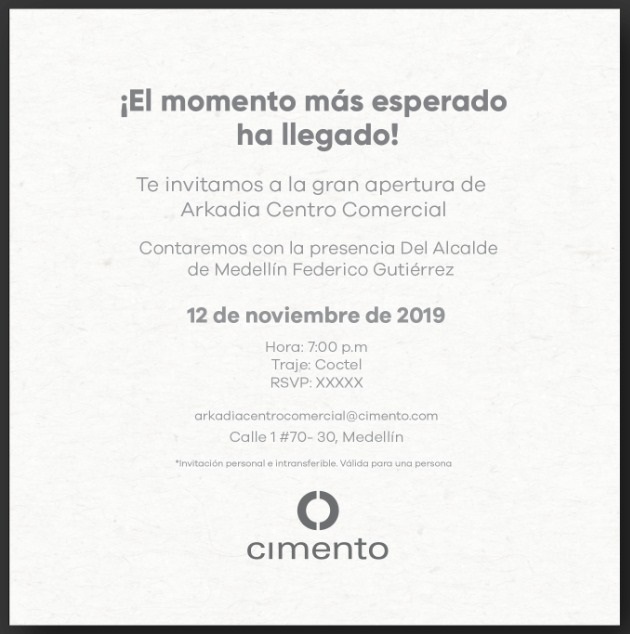 ¡El momento más esperado
ha llegado!
Te invitamos a la gran apertura de
Arkadia Centro Comercial
Contaremos con la presencia Del Alcalde
de Medellín Federico Gutiérrez
12 de noviembre de 2019
Hora: 7:00 p.m
Traje: Coctel
RSVP: XXXXX
arkadiacentrocomercial@cimento.com
Calle 1 #70- 30, Medellín
*Invitación personal e intransferible. Válida para una persona
cimento